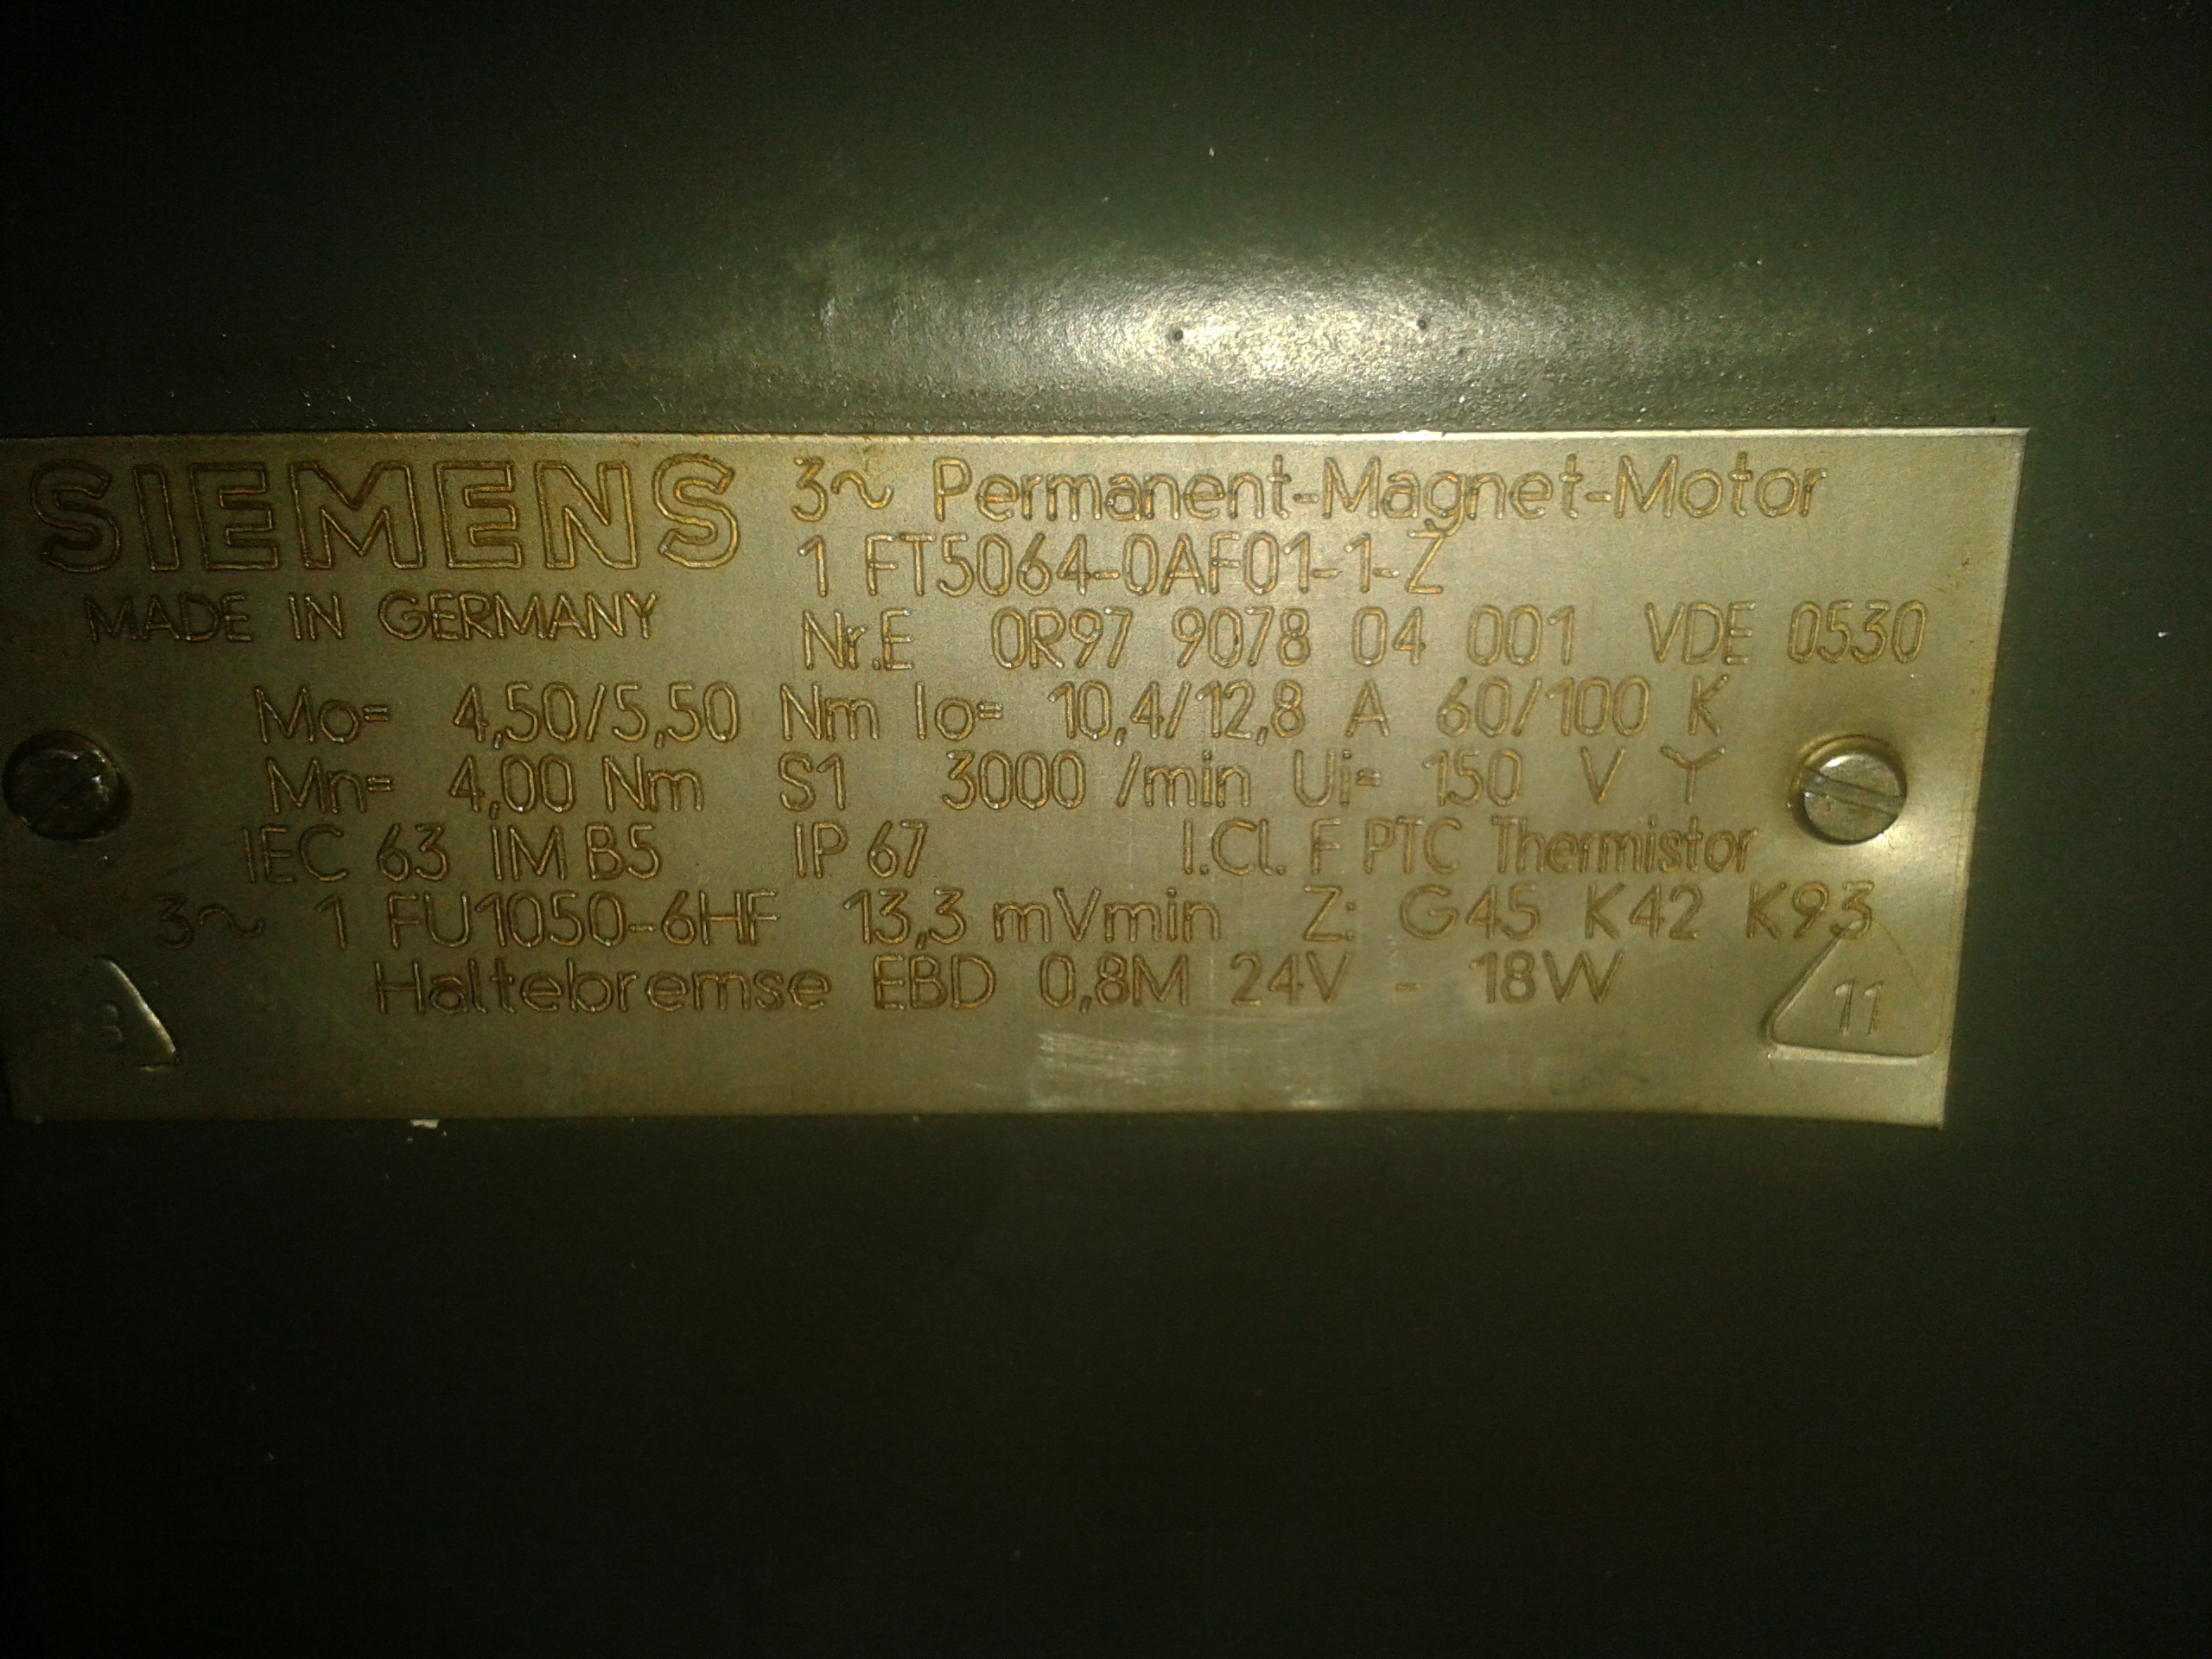 SIEMENS
MADE IN GERMANY
3~ Permanent-Magnet-Motor
1 FT5064-0AF01-1-Z
Nr.E 0R97 9078 04 001 VDE 0530
Mo= 4,50/5,50 Nm Io= 10,4/12,8 A 60/100 K
Mn= 4,00 Nm S1 3000 /min Ui= 150 V Y
IEC 63 IM B5 IP 67 I.Cl. F PTC Thermistor
3~ 1 FU1050-6HF 13,3 mVmin Z: G45 K42 K93
Haltebremse EBD 0,8M 24V - 18W
11